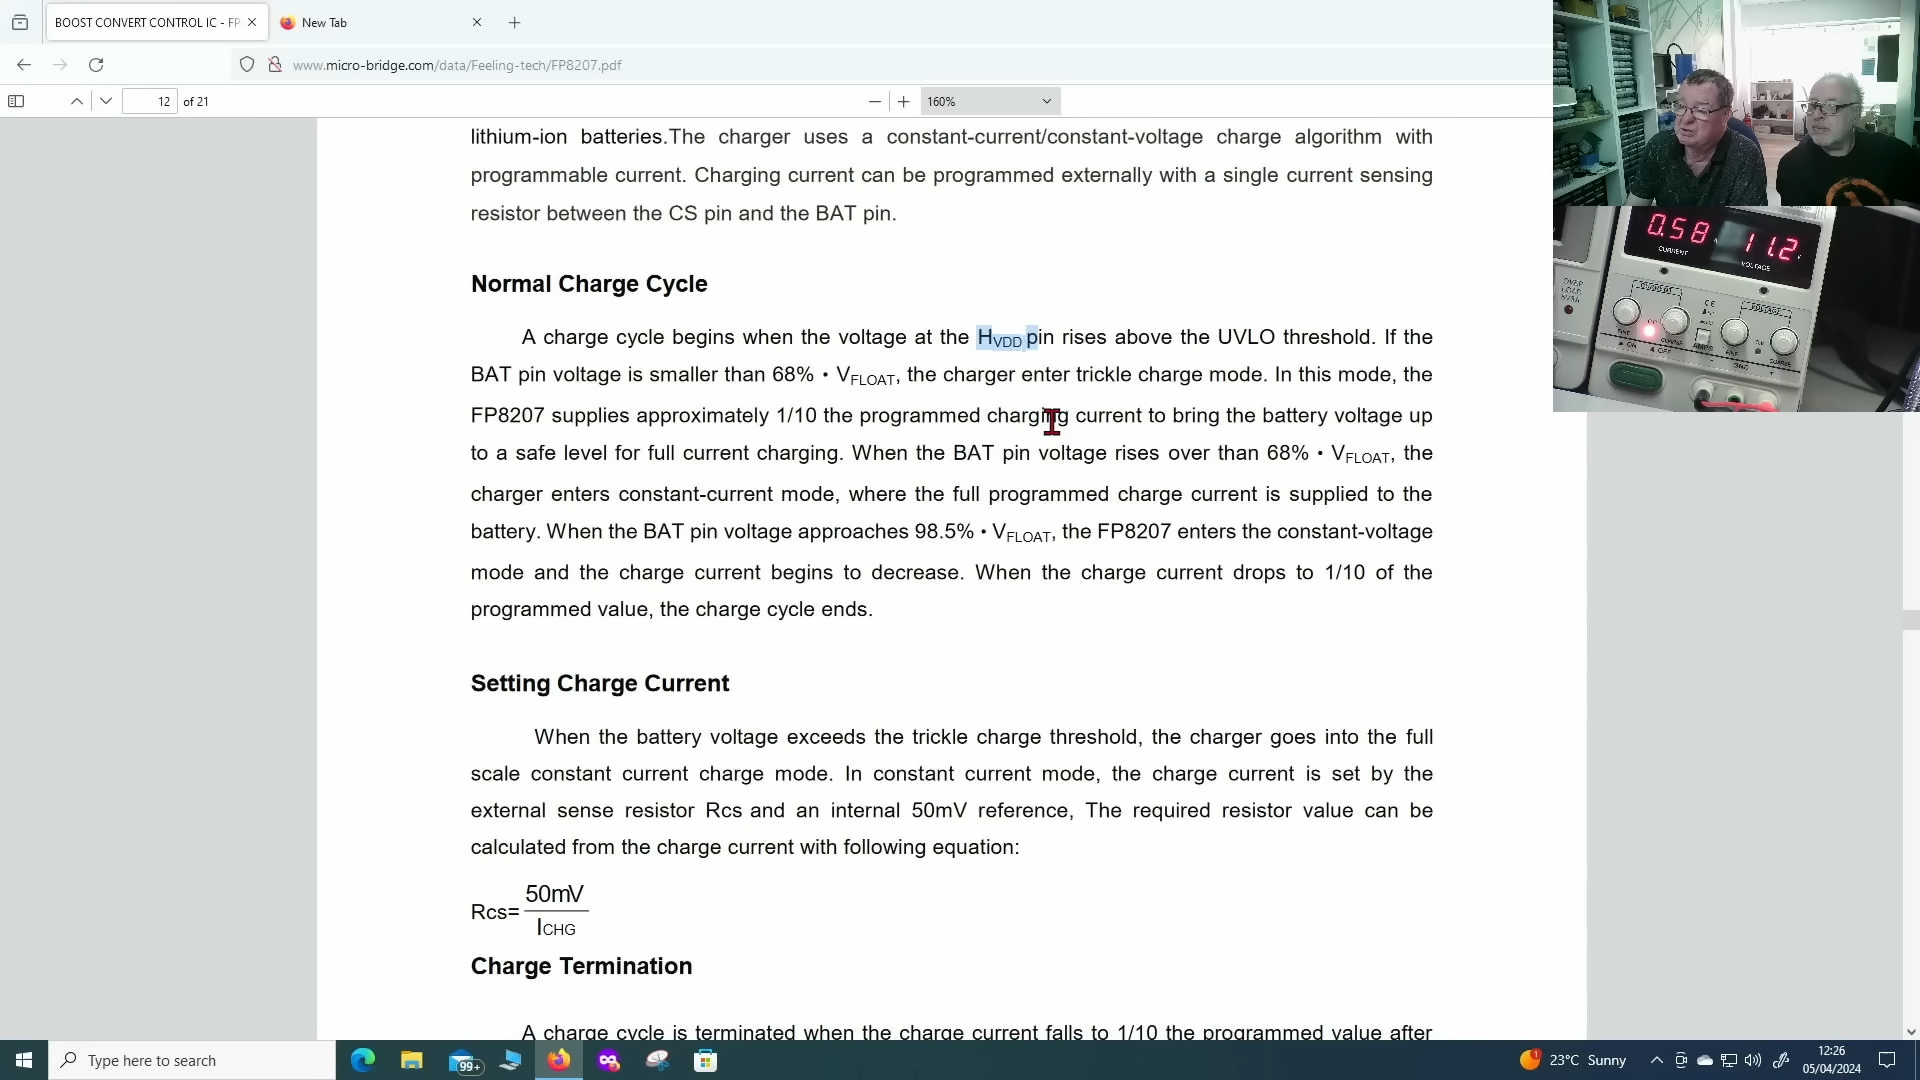 BOOST CONVERT CONTROL IC - FP
New Tab
www.micro-bridge.com/data/Feeling-tech/FP8207.pdf
12 of 21
160%
lithium-ion batteries.The charger uses a constant-current/constant-voltage charge algorithm with
programmable current. Charging current can be programmed externally with a single current sensing
resistor between the CS pin and the BAT pin.
Normal Charge Cycle
A charge cycle begins when the voltage at the HVDD pin rises above the UVLO threshold. If the
BAT pin voltage is smaller than 68%・VFLOAT, the charger enter trickle charge mode. In this mode, the
FP8207 supplies approximately 1/10 the programmed charging current to bring the battery voltage up
to a safe level for full current charging. When the BAT pin voltage rises over than 68%・VFLOAT, the
charger enters constant-current mode, where the full programmed charge current is supplied to the
battery. When the BAT pin voltage approaches 98.5%・VFLOAT, the FP8207 enters the constant-voltage
mode and the charge current begins to decrease. When the charge current drops to 1/10 of the
programmed value, the charge cycle ends.
Setting Charge Current
When the battery voltage exceeds the trickle charge threshold, the charger goes into the full
scale constant current charge mode. In constant current mode, the charge current is set by the
external sense resistor Rcs and an internal 50mV reference, The required resistor value can be
calculated from the charge current with following equation:
Rcs= 50mV
ICHG
Charge Termination
A charge cycle is terminated when the charge current falls to 1/10 the programmed value after
0.58 11.2
CURRENT VOLTAGE
OVER
LOAD
Type here to search
99+
23°C Sunny
12:26
05/04/2024